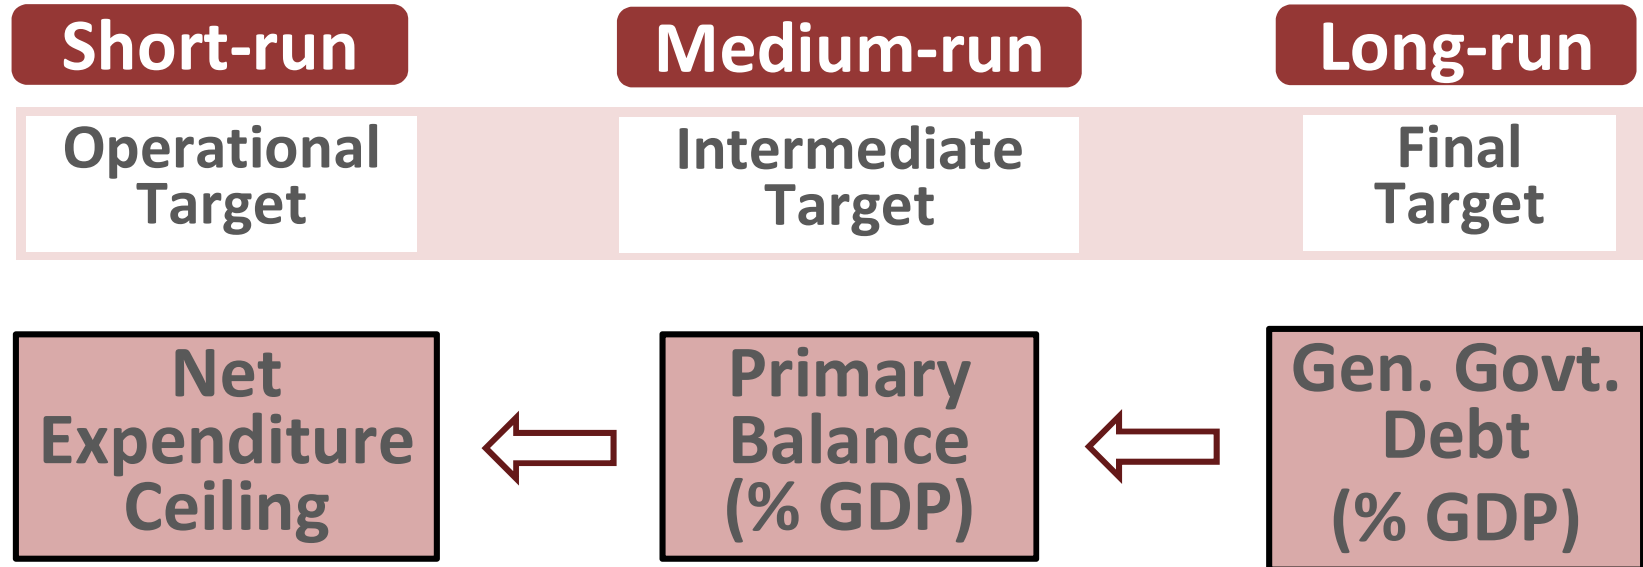 Short-run
Medium-run
Long-run
Operational
Target
Intermediate
Target
Final
Target
Net
Expenditure
Ceiling
Primary
Balance
(% GDP)
Gen. Govt.
Debt
(% GDP)